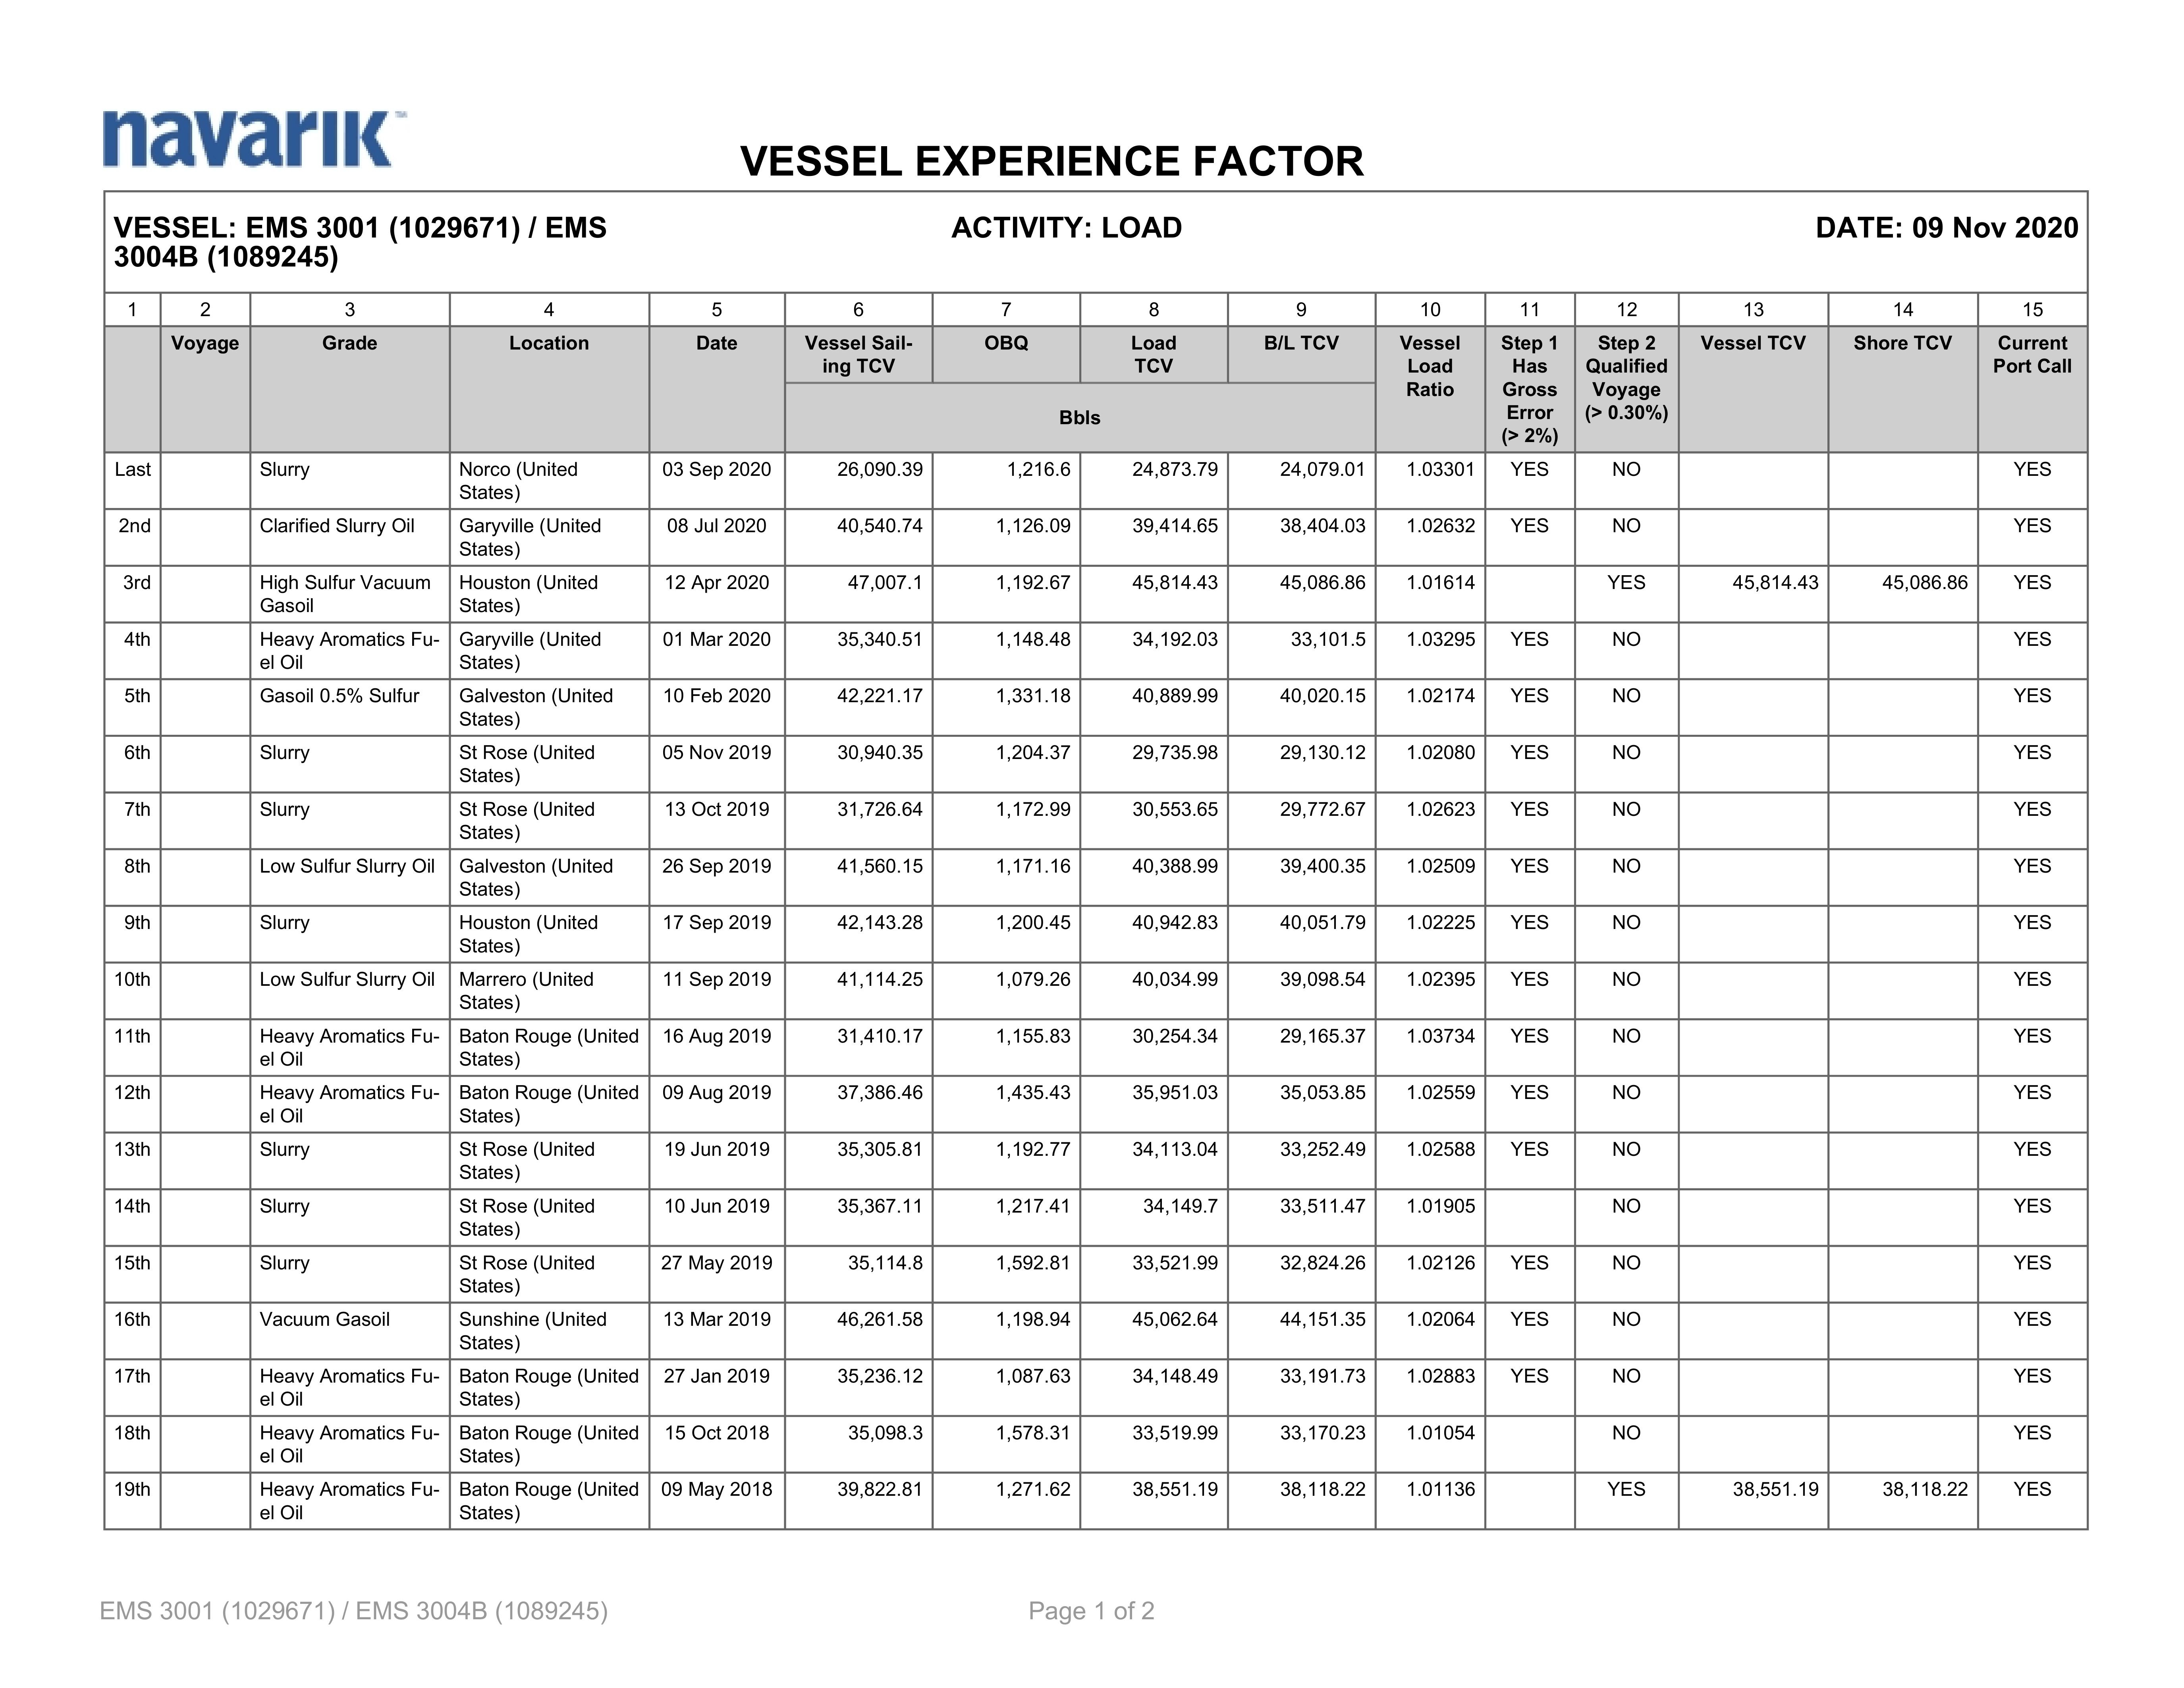 navarik™
VESSEL EXPERIENCE FACTOR
VESSEL: EMS 3001 (1029671) / EMS 3004B (1089245) ACTIVITY: LOAD DATE: 09 Nov 2020
1 2 3 4 5 6 7 8 9 10 11 12 13 14 15
Voyage Grade Location Date Vessel Sail-ing TCV OBQ Load TCV B/L TCV Vessel Load Ratio Step 1 Has Gross Error (> 2%) Step 2 Qualified Voyage (> 0.30%) Vessel TCV Shore TCV Current Port Call
Bbls
Last Slurry Norco (United States) 03 Sep 2020 26,090.39 1,216.6 24,873.79 24,079.01 1.03301 YES NO YES
2nd Clarified Slurry Oil Garyville (United States) 08 Jul 2020 40,540.74 1,126.09 39,414.65 38,404.03 1.02632 YES NO YES
3rd High Sulfur Vacuum Gasoil Houston (United States) 12 Apr 2020 47,007.1 1,192.67 45,814.43 45,086.86 1.01614 YES 45,814.43 45,086.86 YES
4th Heavy Aromatics Fu-el Oil Garyville (United States) 01 Mar 2020 35,340.51 1,148.48 34,192.03 33,101.5 1.03295 YES NO YES
5th Gasoil 0.5% Sulfur Galveston (United States) 10 Feb 2020 42,221.17 1,331.18 40,889.99 40,020.15 1.02174 YES NO YES
6th Slurry St Rose (United States) 05 Nov 2019 30,940.35 1,204.37 29,735.98 29,130.12 1.02080 YES NO YES
7th Slurry St Rose (United States) 13 Oct 2019 31,726.64 1,172.99 30,553.65 29,772.67 1.02623 YES NO YES
8th Low Sulfur Slurry Oil Galveston (United States) 26 Sep 2019 41,560.15 1,171.16 40,388.99 39,400.35 1.02509 YES NO YES
9th Slurry Houston (United States) 17 Sep 2019 42,143.28 1,200.45 40,942.83 40,051.79 1.02225 YES NO YES
10th Low Sulfur Slurry Oil Marrero (United States) 11 Sep 2019 41,114.25 1,079.26 40,034.99 39,098.54 1.02395 YES NO YES
11th Heavy Aromatics Fu-el Oil Baton Rouge (United States) 16 Aug 2019 31,410.17 1,155.83 30,254.34 29,165.37 1.03734 YES NO YES
12th Heavy Aromatics Fu-el Oil Baton Rouge (United States) 09 Aug 2019 37,386.46 1,435.43 35,951.03 35,053.85 1.02559 YES NO YES
13th Slurry St Rose (United States) 19 Jun 2019 35,305.81 1,192.77 34,113.04 33,252.49 1.02588 YES NO YES
14th Slurry St Rose (United States) 10 Jun 2019 35,367.11 1,217.41 34,149.7 33,511.47 1.01905 NO YES
15th Slurry St Rose (United States) 27 May 2019 35,114.8 1,592.81 33,521.99 32,824.26 1.02126 YES NO YES
16th Vacuum Gasoil Sunshine (United States) 13 Mar 2019 46,261.58 1,198.94 45,062.64 44,151.35 1.02064 YES NO YES
17th Heavy Aromatics Fu-el Oil Baton Rouge (United States) 27 Jan 2019 35,236.12 1,087.63 34,148.49 33,191.73 1.02883 YES NO YES
18th Heavy Aromatics Fu-el Oil Baton Rouge (United States) 15 Oct 2018 35,098.3 1,578.31 33,519.99 33,170.23 1.01054 NO YES
19th Heavy Aromatics Fu-el Oil Baton Rouge (United States) 09 May 2018 39,822.81 1,271.62 38,551.19 38,118.22 1.01136 YES 38,551.19 38,118.22 YES
EMS 3001 (1029671) / EMS 3004B (1089245) Page 1 of 2